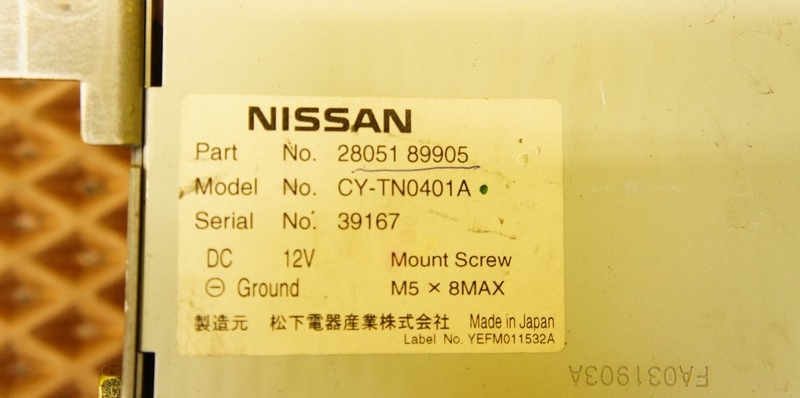 NISSAN
Part No. 28051 89905
Model No. CY-TN0401A
Serial No. 39167
DC 12V Mount Screw
⊖ Ground M5 × 8MAX
製造元 松下電器産業株式会社 Made in Japan
Label No. YEFM011532A
FA031903A